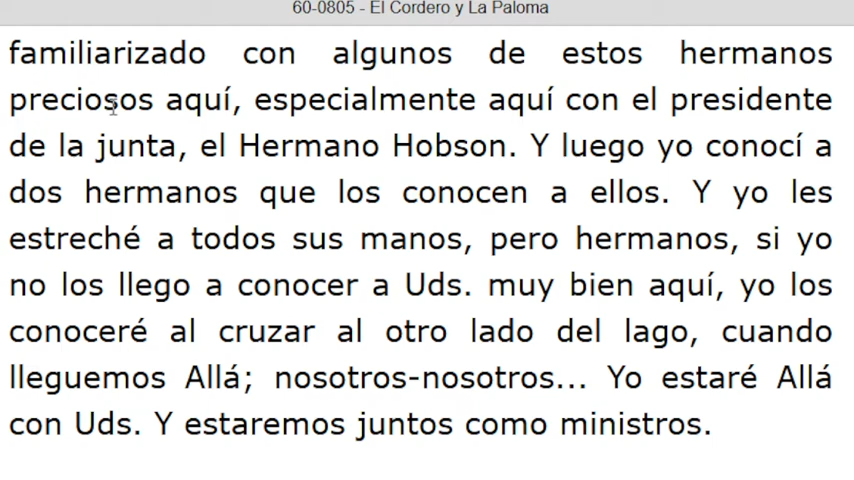 60-0805 - El Cordero y La Paloma
familiarizado con algunos de estos hermanos
preciosos aquí, especialmente aquí con el presidente
de la junta, el Hermano Hobson. Y luego yo conocí a
dos hermanos que los conocen a ellos. Y yo les
estreché a todos sus manos, pero hermanos, si yo
no los llego a conocer a Uds. muy bien aquí, yo los
conoceré al cruzar al otro lado del lago, cuando
lleguemos Allá; nosotros-nosotros... Yo estaré Allá
con Uds. Y estaremos juntos como ministros.